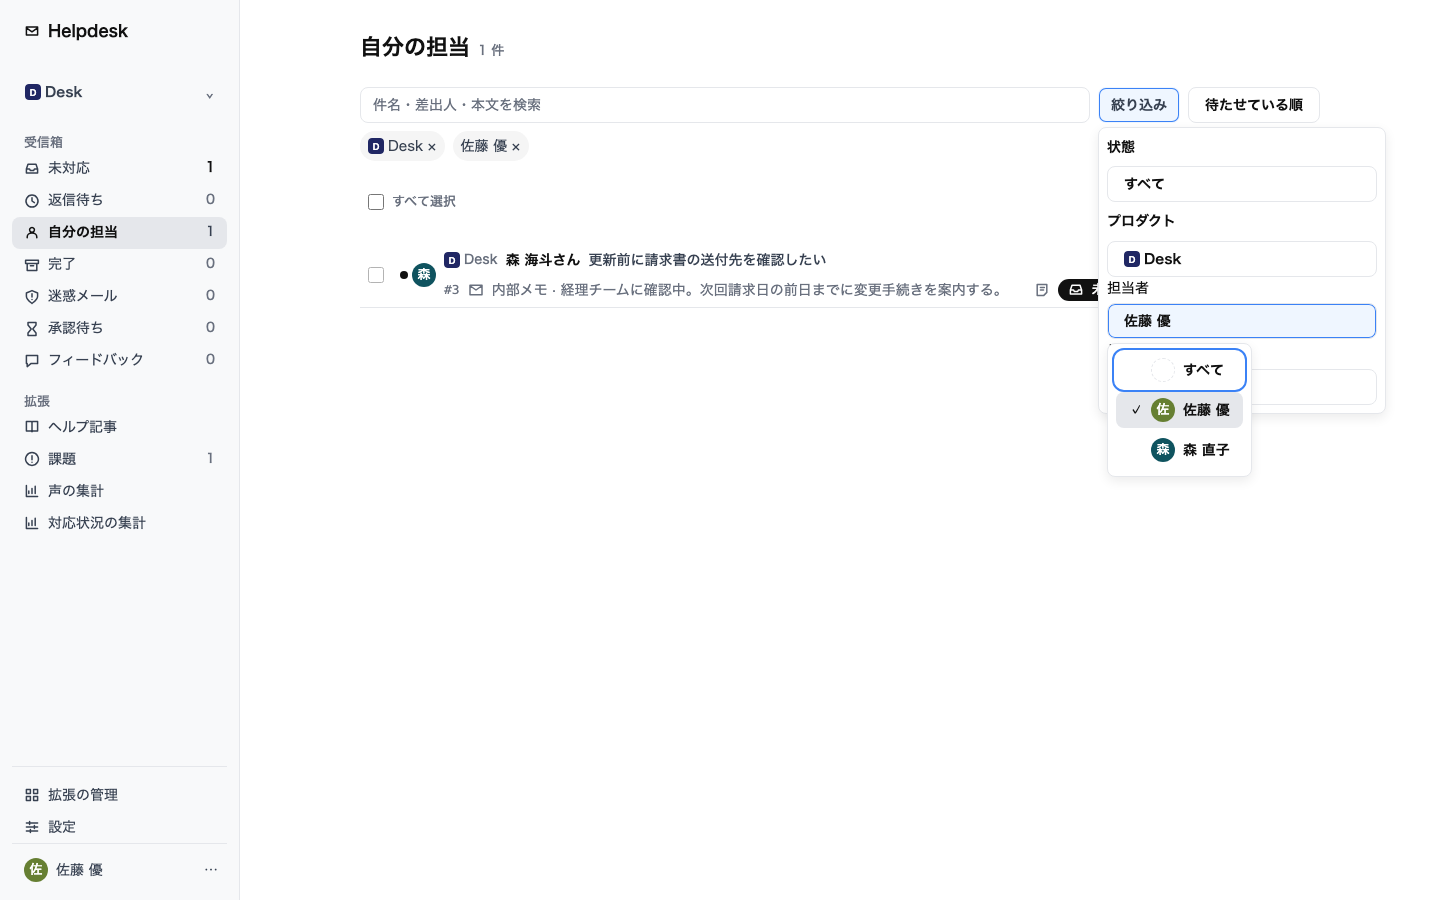 Helpdesk
D Desk
受信箱
未対応 1
返信待ち 0
自分の担当 1
完了 0
迷惑メール 0
承認待ち 0
フィードバック 0
拡張
ヘルプ記事
課題 1
声の集計
対応状況の集計
拡張の管理
設定
佐 佐藤 優 …
自分の担当 1 件
件名・差出人・本文を検索
絞り込み
待たせている順
D Desk × 佐藤 優 ×
すべて選択
森 D Desk 森 海斗さん 更新前に請求書の送付先を確認したい
#3 内部メモ · 経理チームに確認中。次回請求日の前日までに変更手続きを案内する。
状態
すべて
プロダクト
D Desk
担当者
佐藤 優
すべて
✓ 佐 佐藤 優
森 森 直子